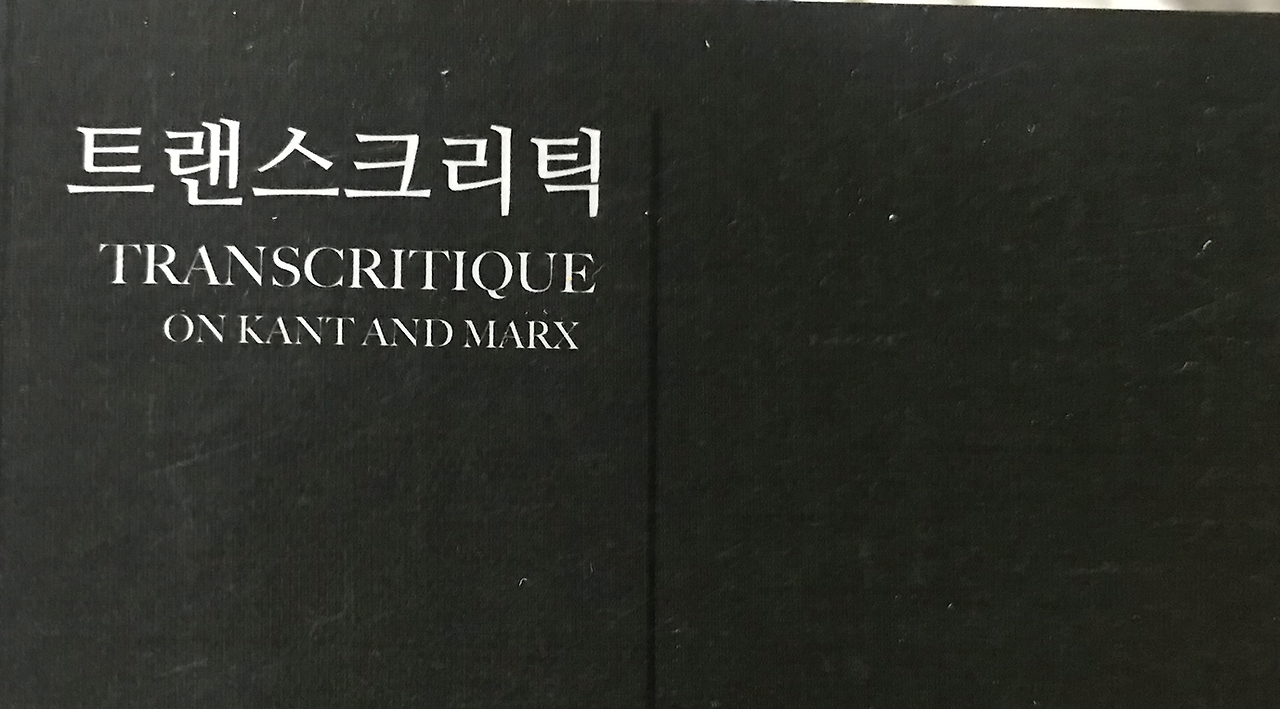 트랜스크리틱
TRANSCRITIQUE
ON KANT AND MARX